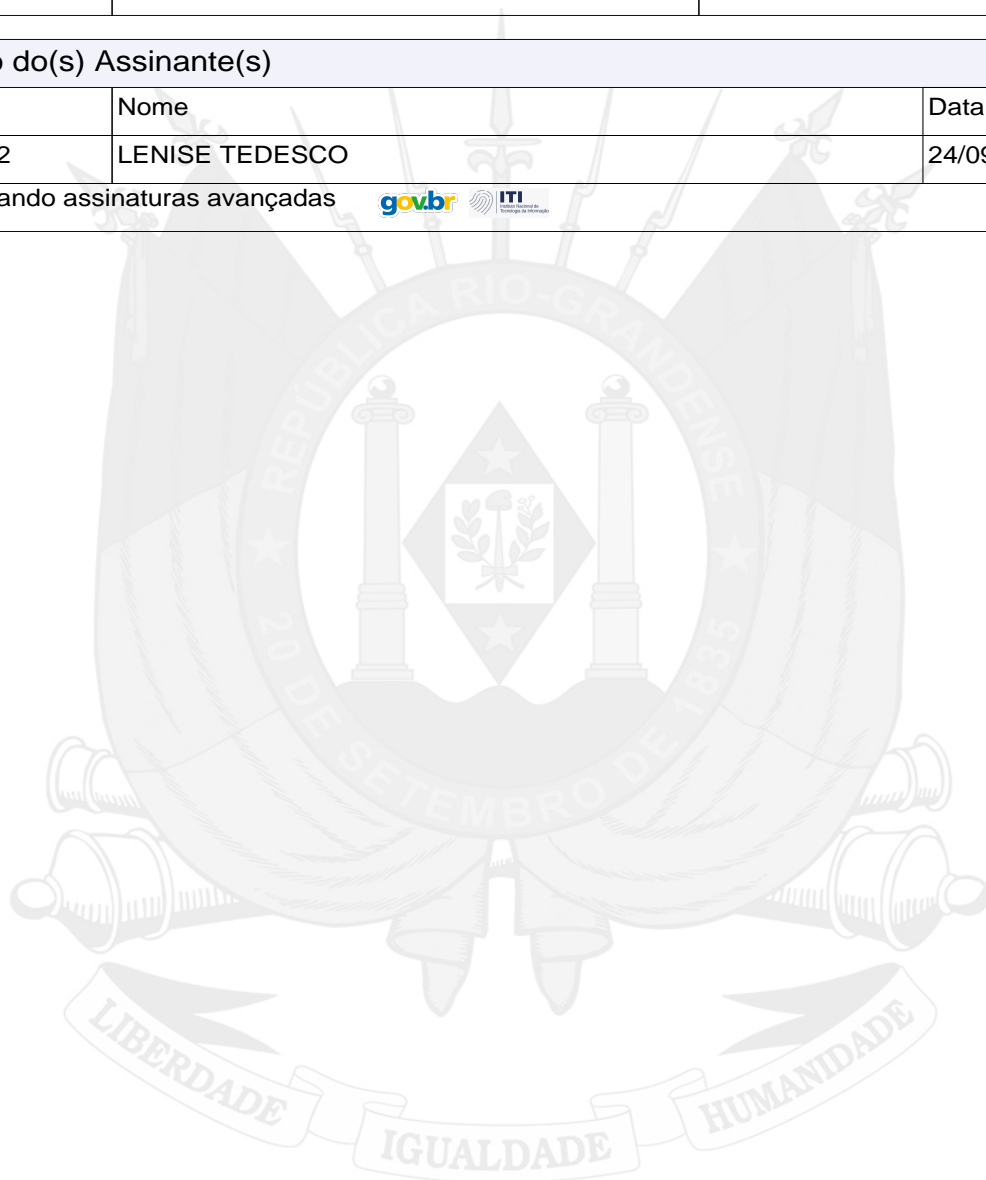 o do(s) Assinante(s)
Nome Data
2 LENISE TEDESCO 24/09
ando assinaturas avançadas gov.br ITI
REPÚBLICA RIO-GRANDENSE
20 DE SETEMBRO DE 1835
LIBERDADE IGUALDADE HUMANIDADE